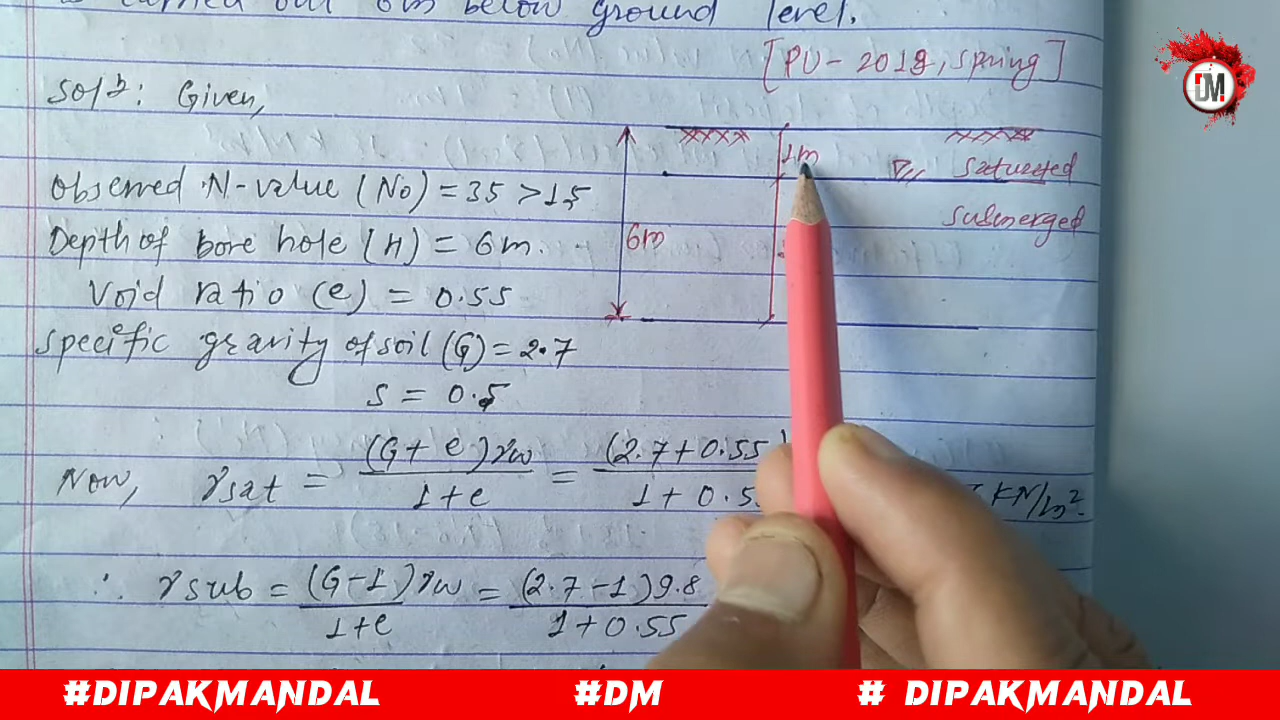 carried out 6m below ground level.
[PU - 2018, spring]
Sol⁠ⁿ: Given,
1m
saturated
Observed N-value (No) = 35 > 15
submerged
Depth of bore hole (H) = 6m.
6m
Void ratio (e) = 0.55
specific gravity of soil (G) = 2.7
S = 0.5
Now, γsat = (G + e)γw / 1+e = (2.7+0.55 / 1 + 0.5 KN/m².
∴ γsub = (G-1)γw / 1+e = (2.7-1)9.8 / 1+0.55
DM
#DIPAKMANDAL #DM # DIPAKMANDAL